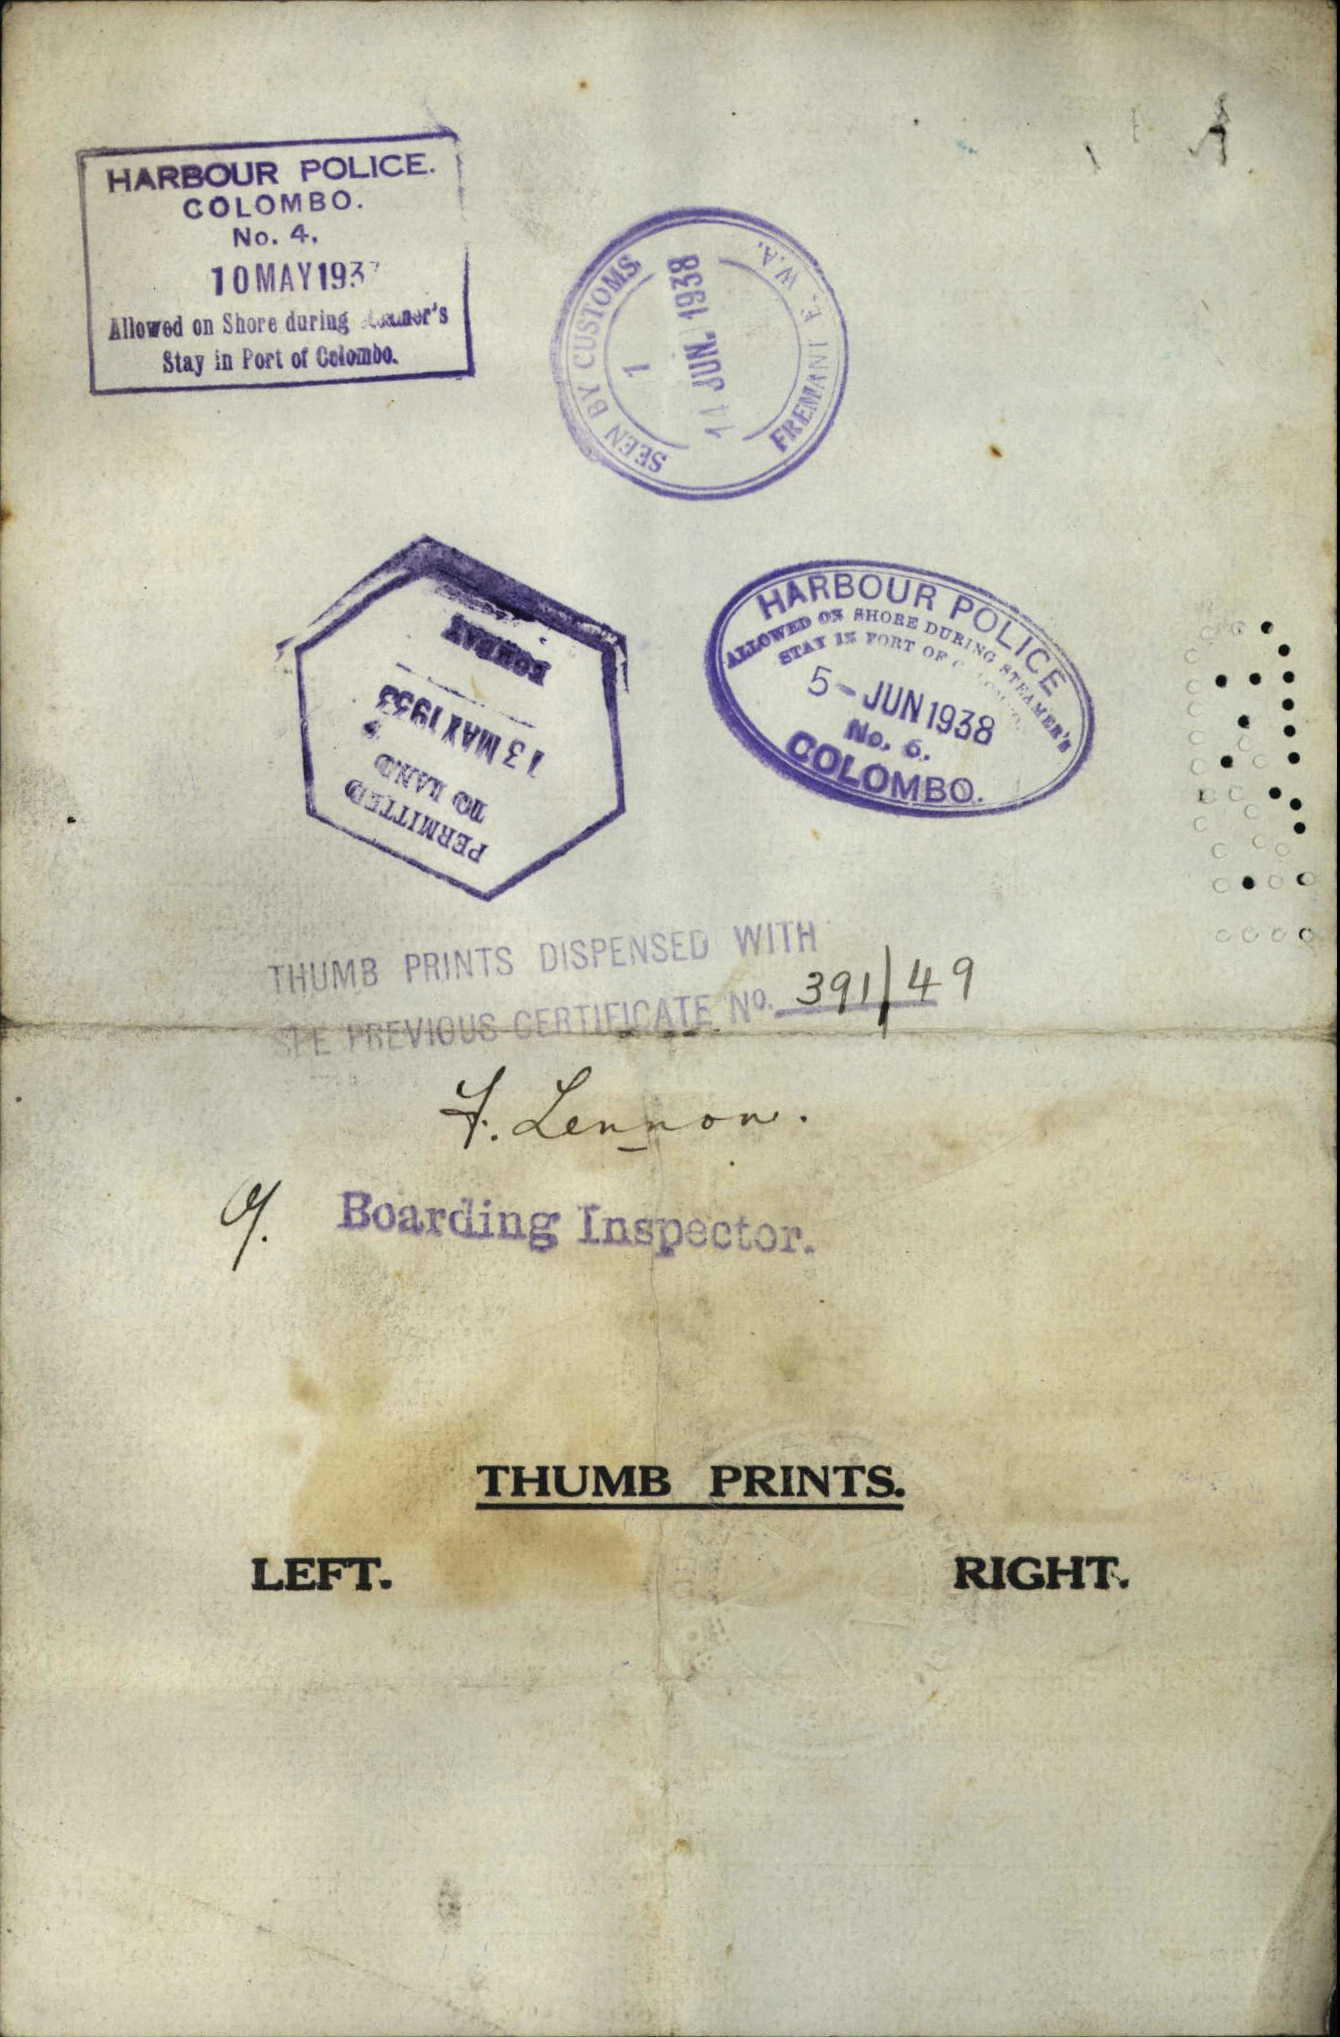 HARBOUR POLICE.
COLOMBO.
No. 4.
10 MAY 193
Allowed on Shore during
Stay in Port of Colombo.
SEEN BY CUSTOMS
1
JUN. 1938
FREMANTLE. W.A.
BOMBAY
13 MAY 1933
PERMITTED
TO LAND
HARBOUR POLICE
ALLOWED ON SHORE DURING STEAMER'S
STAY IN PORT OF
5 - JUN 1938
No. 6.
COLOMBO.
THUMB PRINTS DISPENSED WITH
SEE PREVIOUS CERTIFICATE No. 391/49
F. Lennon.
Boarding Inspector.
THUMB PRINTS.
LEFT.
RIGHT.